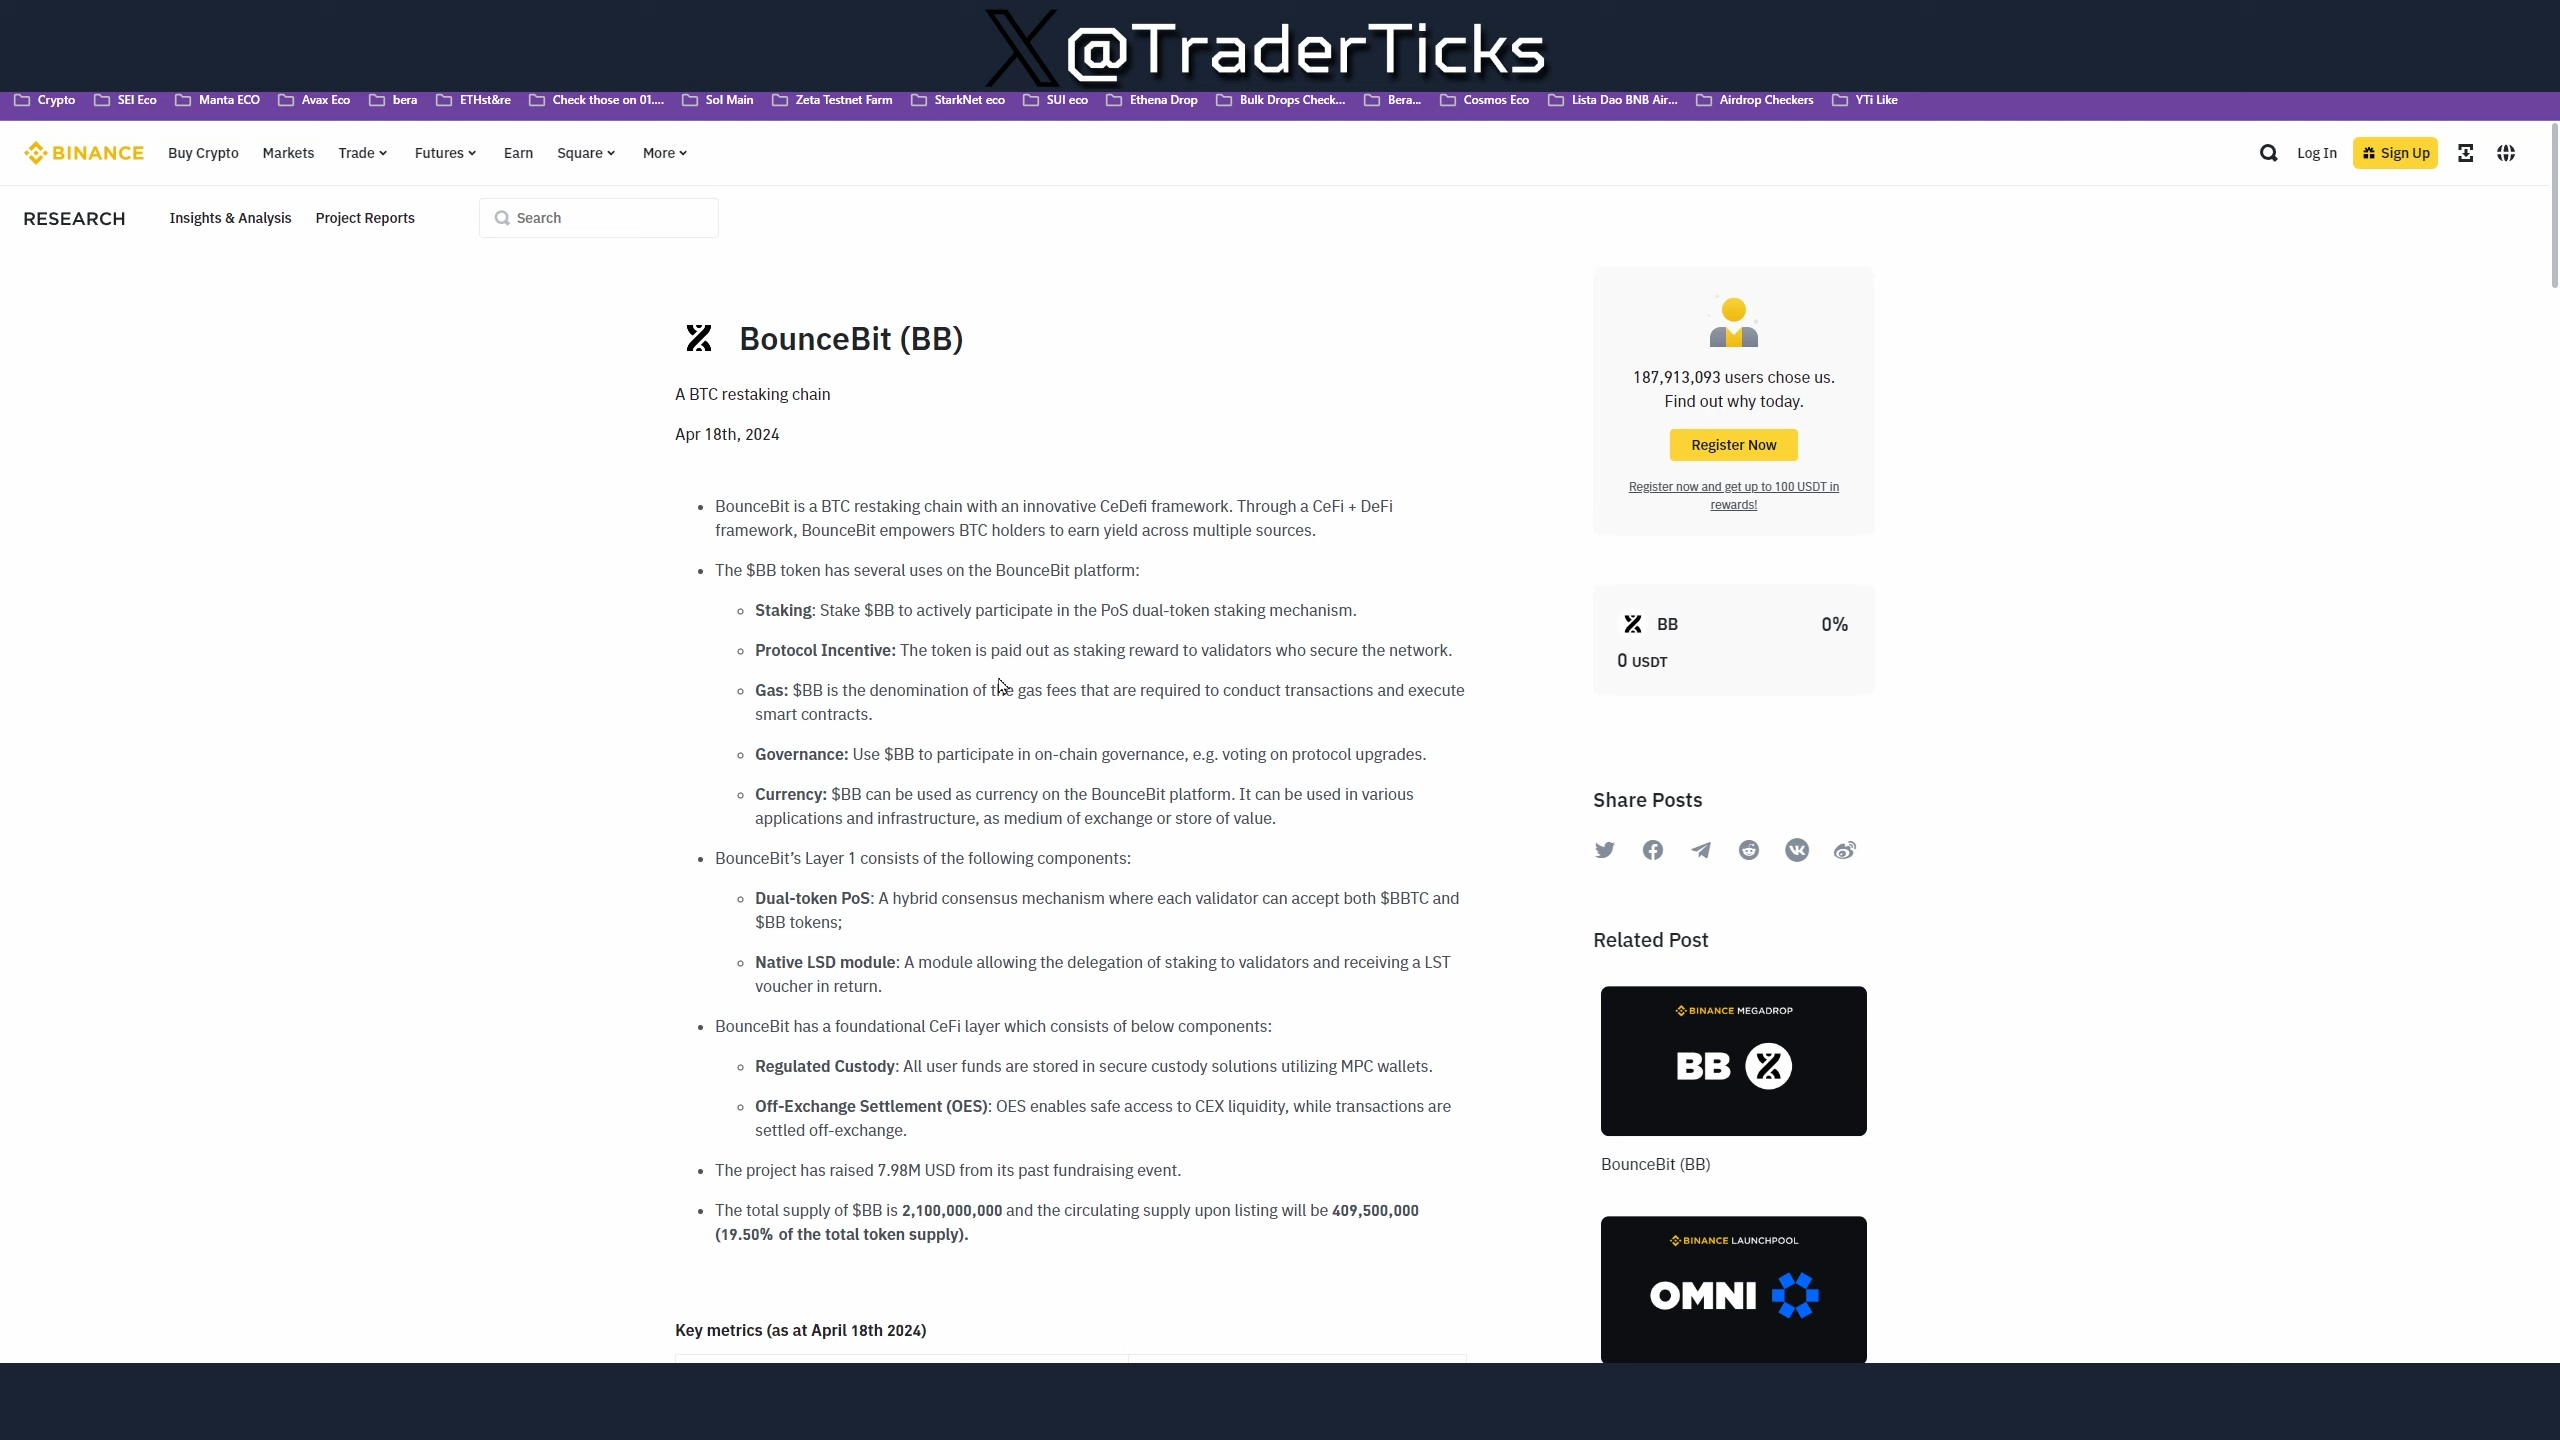 X@TraderTicks
Crypto SEI Eco Manta ECO Avax Eco bera ETHst&re Check those on 01.... Sol Main Zeta Testnet Farm StarkNet eco SUI eco Ethena Drop Bulk Drops Check... Bera... Cosmos Eco Lista Dao BNB Air... Airdrop Checkers YTi Like
BINANCE Buy Crypto Markets Trade Futures Earn Square More Log In Sign Up
RESEARCH Insights & Analysis Project Reports Search
BounceBit (BB)
A BTC restaking chain
Apr 18th, 2024
• BounceBit is a BTC restaking chain with an innovative CeDefi framework. Through a CeFi + DeFi
framework, BounceBit empowers BTC holders to earn yield across multiple sources.
• The $BB token has several uses on the BounceBit platform:
◦ Staking: Stake $BB to actively participate in the PoS dual-token staking mechanism.
◦ Protocol Incentive: The token is paid out as staking reward to validators who secure the network.
◦ Gas: $BB is the denomination of the gas fees that are required to conduct transactions and execute
smart contracts.
◦ Governance: Use $BB to participate in on-chain governance, e.g. voting on protocol upgrades.
◦ Currency: $BB can be used as currency on the BounceBit platform. It can be used in various
applications and infrastructure, as medium of exchange or store of value.
• BounceBit’s Layer 1 consists of the following components:
◦ Dual-token PoS: A hybrid consensus mechanism where each validator can accept both $BBTC and
$BB tokens;
◦ Native LSD module: A module allowing the delegation of staking to validators and receiving a LST
voucher in return.
• BounceBit has a foundational CeFi layer which consists of below components:
◦ Regulated Custody: All user funds are stored in secure custody solutions utilizing MPC wallets.
◦ Off-Exchange Settlement (OES): OES enables safe access to CEX liquidity, while transactions are
settled off-exchange.
• The project has raised 7.98M USD from its past fundraising event.
• The total supply of $BB is 2,100,000,000 and the circulating supply upon listing will be 409,500,000
(19.50% of the total token supply).
Key metrics (as at April 18th 2024)
187,913,093 users chose us.
Find out why today.
Register Now
Register now and get up to 100 USDT in
rewards!
BB 0%
0 USDT
Share Posts
Related Post
BINANCE MEGADROP
BB
BounceBit (BB)
BINANCE LAUNCHPOOL
OMNI